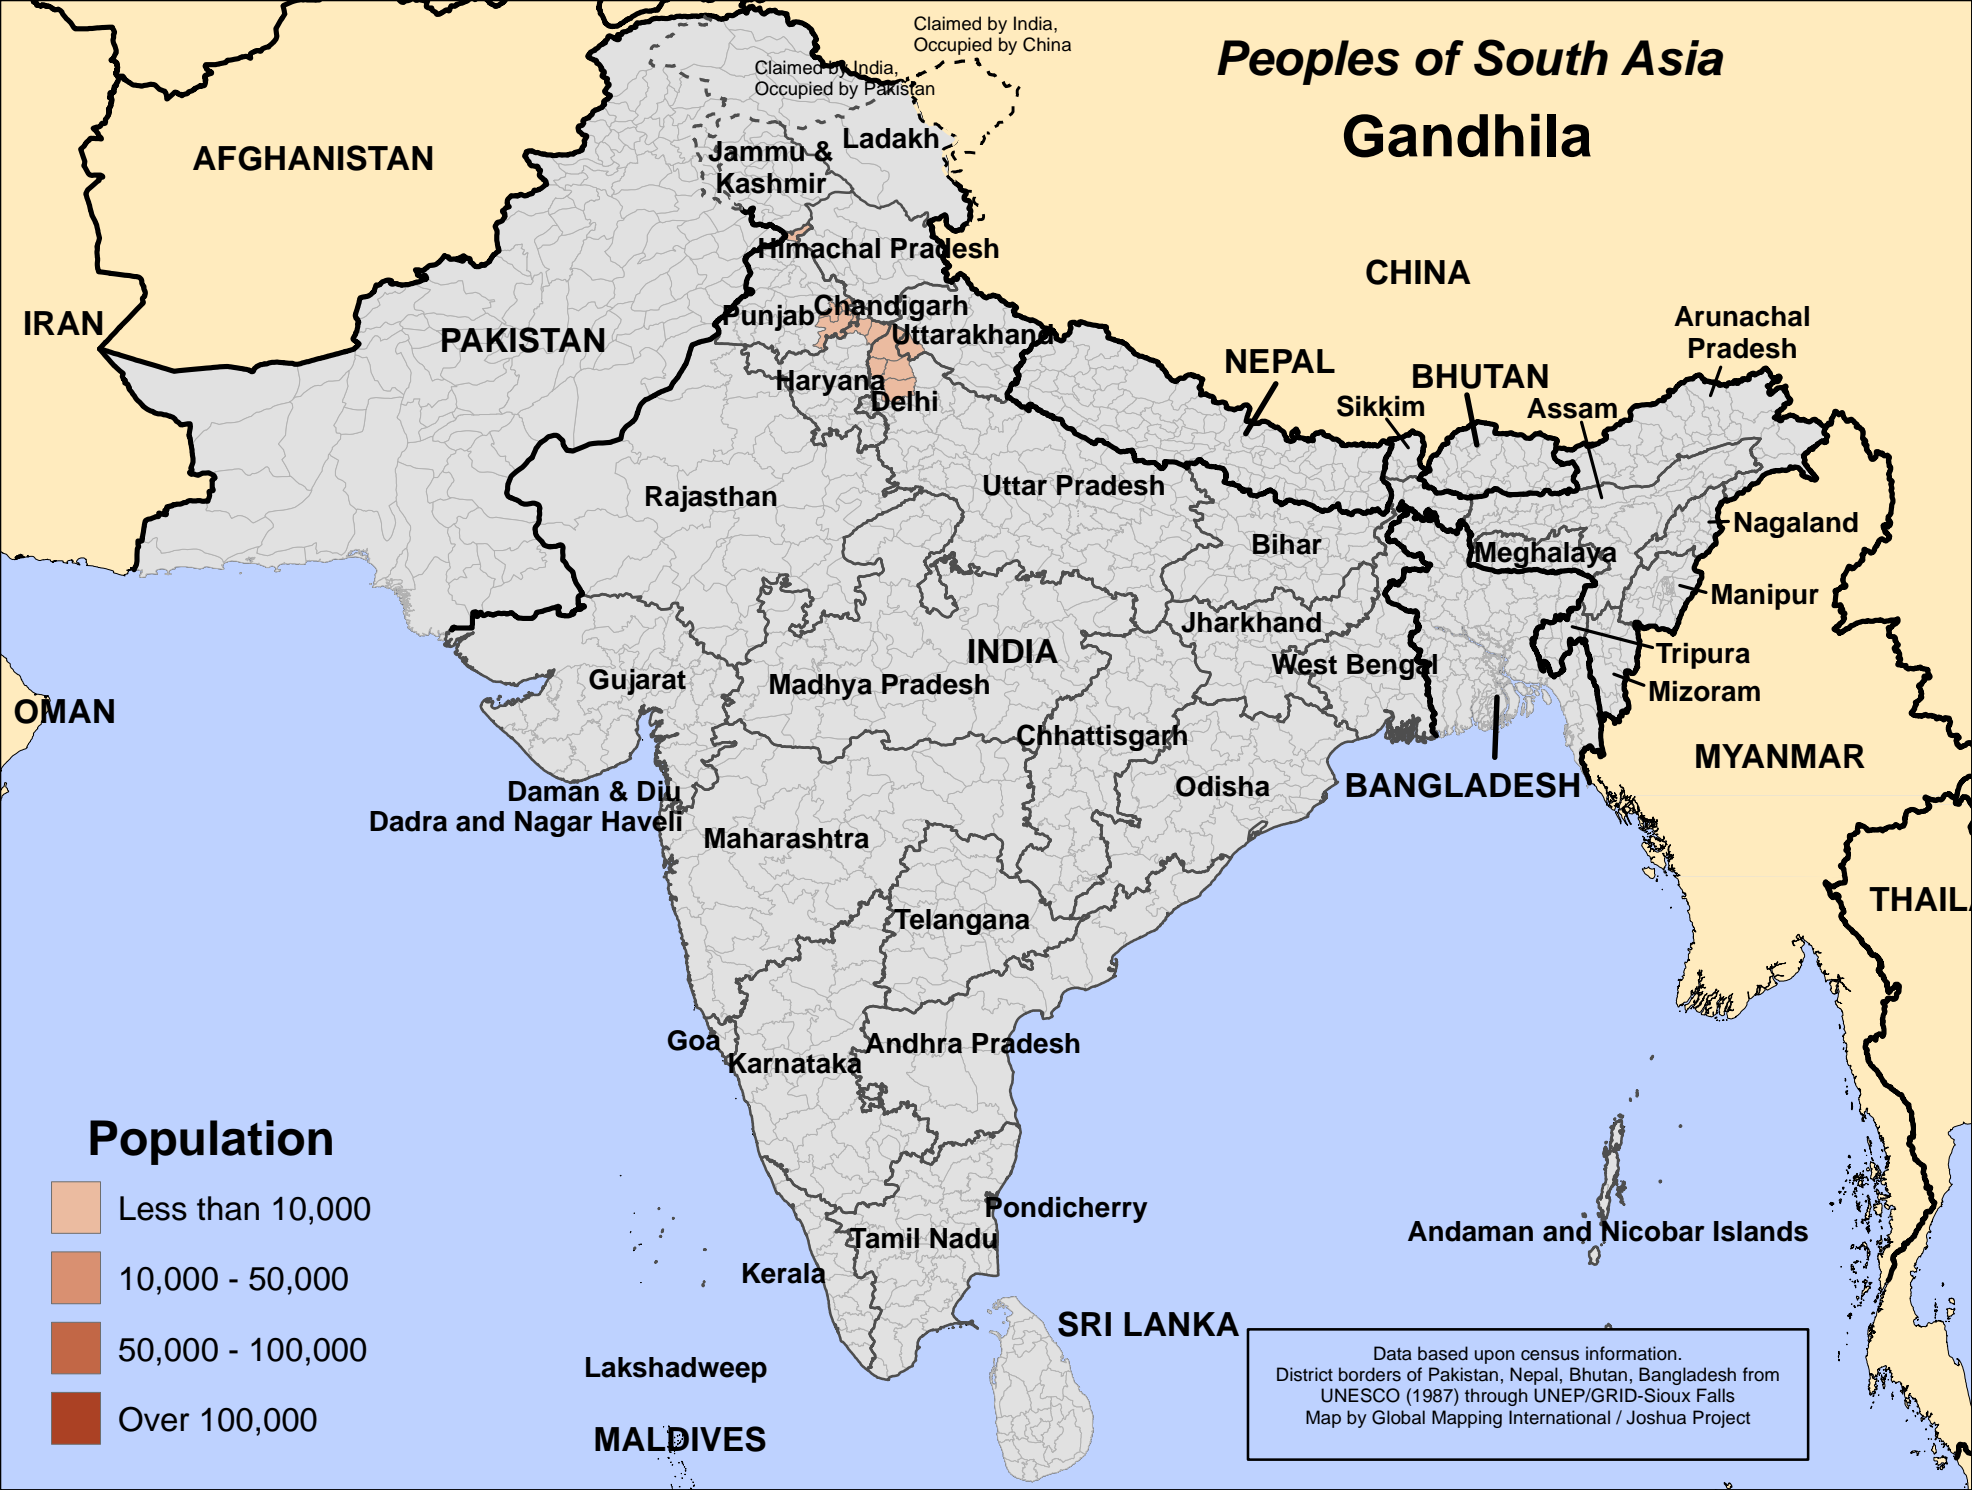 Claimed by India,
Occupied by China
Peoples of South Asia
Gandhila
Claimed by India,
Occupied by Pakistan
Ladakh
Jammu &
Kashmir
AFGHANISTAN
Himachal Pradesh
CHINA
IRAN
PAKISTAN
Punjab
Chandigarh
Uttarakhand
Arunachal
Pradesh
NEPAL
BHUTAN
Haryana
Delhi
Sikkim
Assam
Rajasthan
Uttar Pradesh
Nagaland
Bihar
Meghalaya
Manipur
Jharkhand
INDIA
Tripura
West Bengal
Gujarat
Madhya Pradesh
Mizoram
OMAN
Chhattisgarh
MYANMAR
Odisha
BANGLADESH
Daman & Diu
Dadra and Nagar Haveli
Maharashtra
THAIL
Telangana
Goa
Karnataka
Andhra Pradesh
Population
Less than 10,000
10,000 - 50,000
50,000 - 100,000
Over 100,000
Pondicherry
Tamil Nadu
Andaman and Nicobar Islands
Kerala
SRI LANKA
Lakshadweep
MALDIVES
Data based upon census information.
District borders of Pakistan, Nepal, Bhutan, Bangladesh from
UNESCO (1987) through UNEP/GRID-Sioux Falls
Map by Global Mapping International / Joshua Project